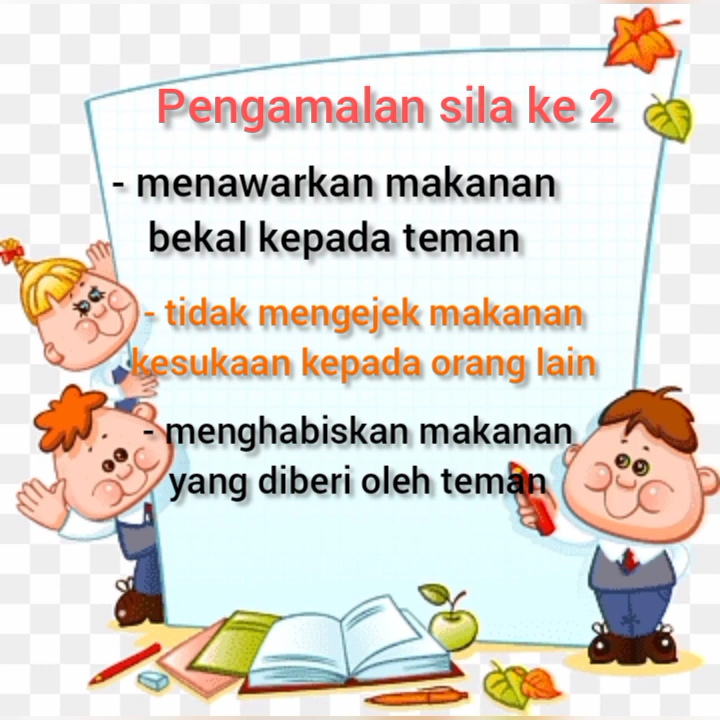 Pengamalan sila ke 2
- menawarkan makanan
bekal kepada teman
- tidak mengejek makanan
kesukaan kepada orang lain
- menghabiskan makanan
yang diberi oleh teman